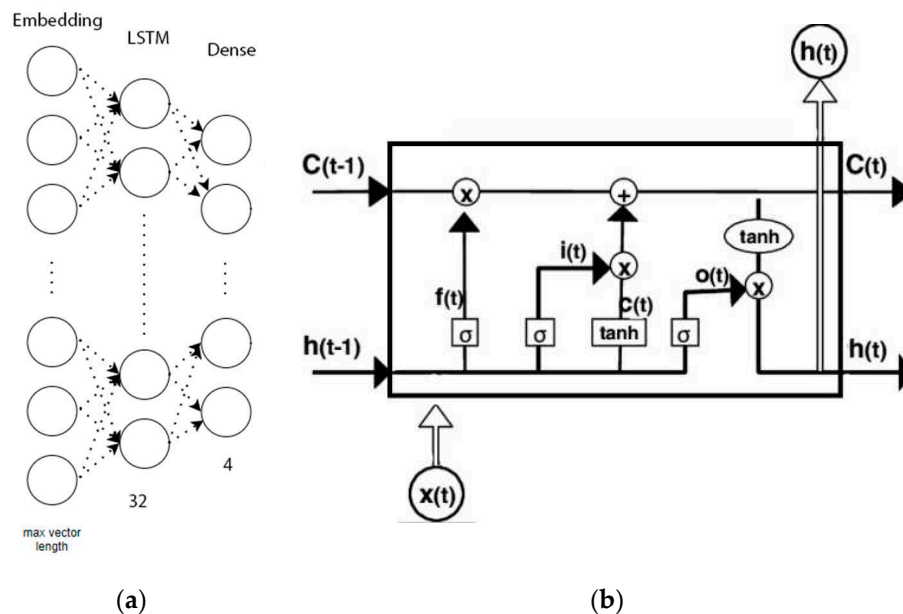 Embedding
LSTM
Dense
4
32
max vector
length
(a)
h(t)
C(t-1)
C(t)
x
+
tanh
i(t)
x
o(t)
x
f(t)
C(t)
σ
σ
tanh
σ
h(t-1)
h(t)
x(t)
(b)